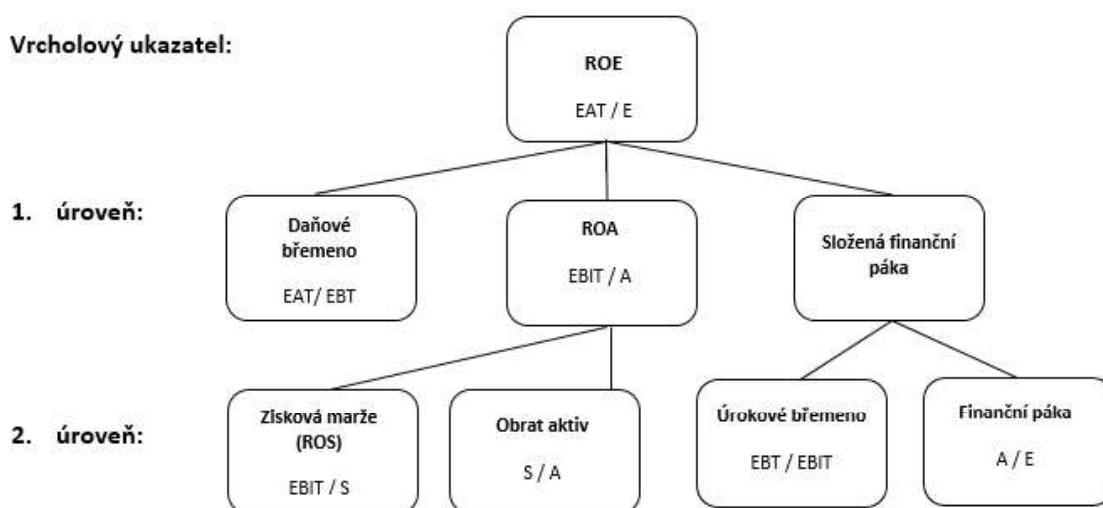 Vrcholový ukazatel:
ROE
EAT / E
1. úroveň:
Daňové
břemeno
EAT/ EBT
ROA
EBIT / A
Složená finanční
páka
2. úroveň:
Zisková marže
(ROS)
EBIT / S
Obrat aktiv
S / A
Úrokové břemeno
EBT / EBIT
Finanční páka
A / E